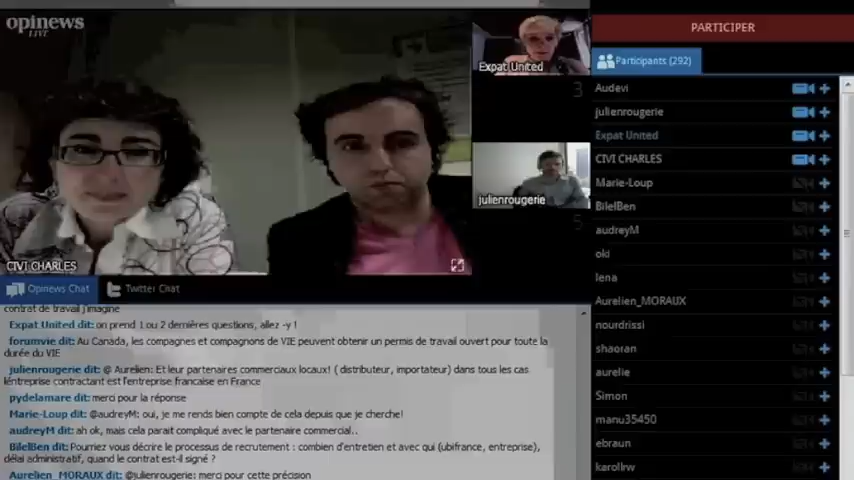 opinews
LIVE
Expat United
3
julienrougerie
5
CIVI CHARLES
PARTICIPER
Participants (292)
Audevi
julienrougerie
Expat United
CIVI CHARLES
Marie-Loup
BilelBen
audreyM
oki
lena
Aurelien_MORAUX
nourdrissi
shaoran
aurelie
Simon
manu35450
ebraun
karollrw
Opinews Chat
Twitter Chat
contrat de travail j'imagine
Expat United dit: on prend 1 ou 2 dernières questions, allez -y !
forumvie dit: Au Canada, les compagnes et compagnons de VIE peuvent obtenir un permis de travail ouvert pour toute la
durée du VIE
julienrougerie dit: @ Aurelien: Et leur partenaires commerciaux locaux! ( distributeur, importateur) dans tous les cas
léntreprise contractant est l'entreprise francaise en France
pydelamare dit: merci pour la réponse
Marie-Loup dit: @audreyM: oui, je me rends bien compte de cela depuis que je cherche!
audreyM dit: ah ok, mais cela parait compliqué avec le partenaire commercial..
BilelBen dit: Pourriez vous décrire le processus de recrutement : combien d'entretien et avec qui (ubifrance, entreprise),
délai administratif, quand le contrat est-il signé ?
Aurelien_MORAUX dit: @julienrougerie: merci pour cette précision